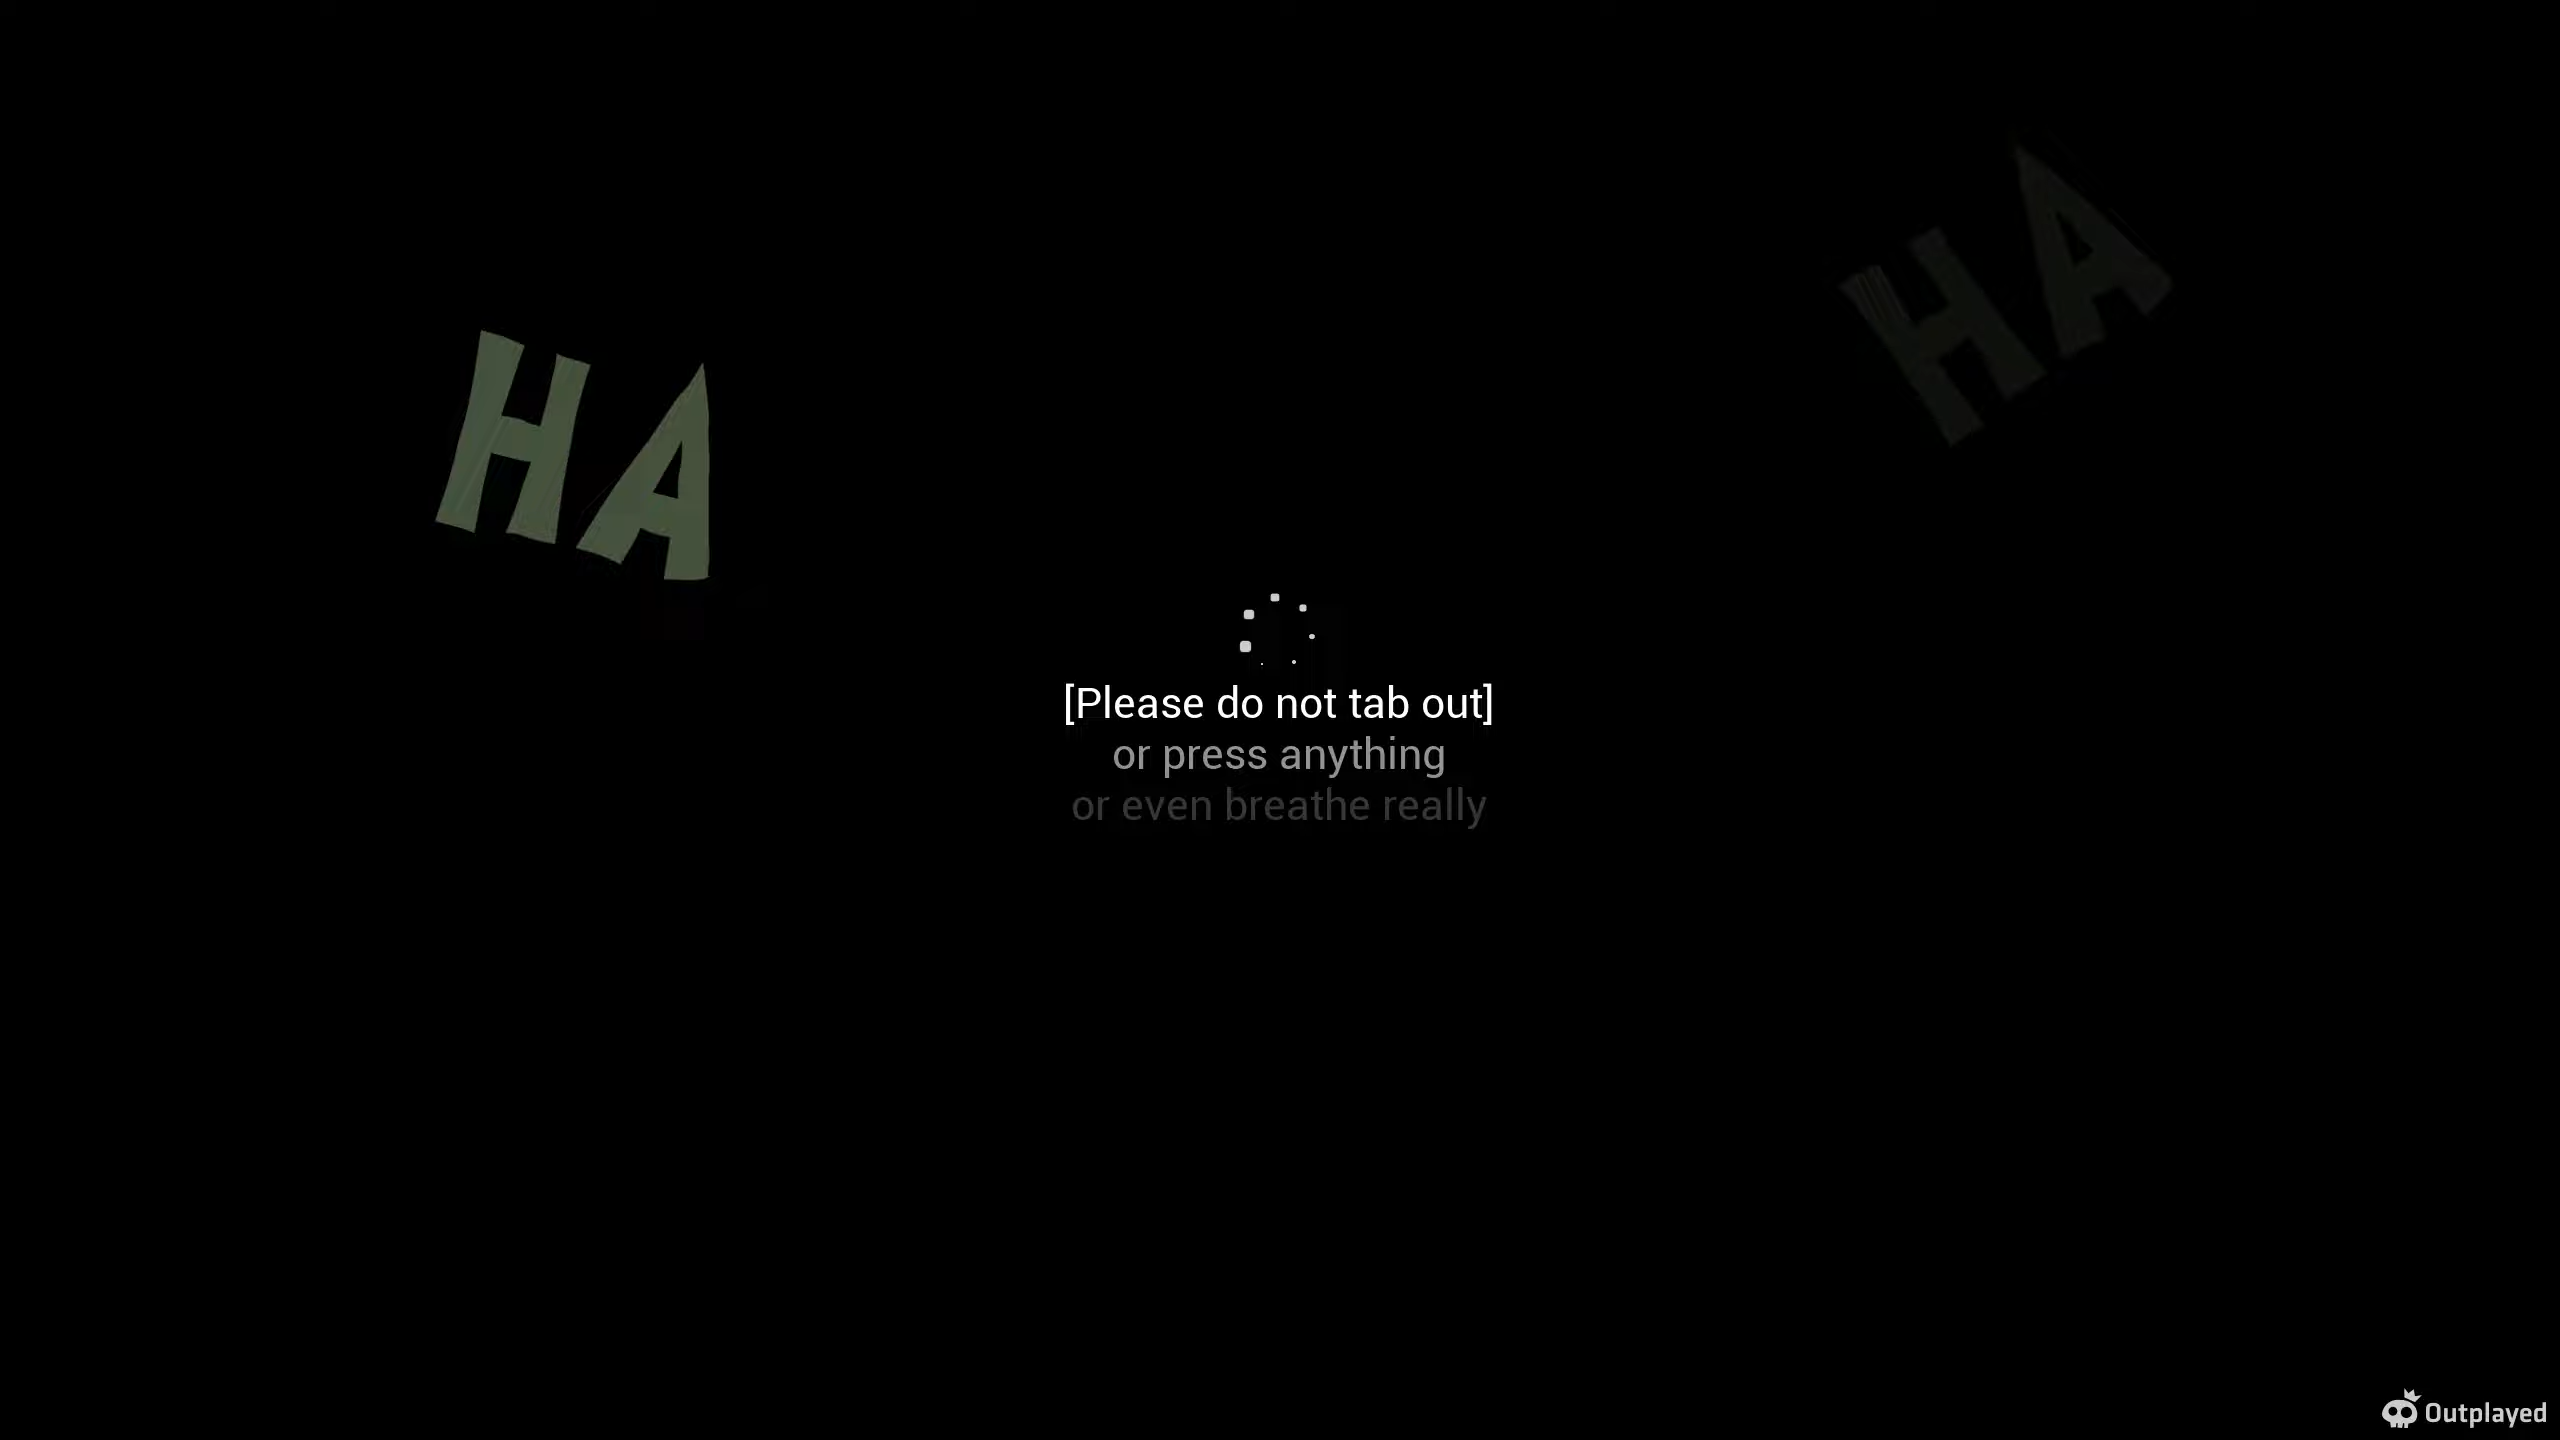 HA
HA
[Please do not tab out]
or press anything
or even breathe really
Outplayed